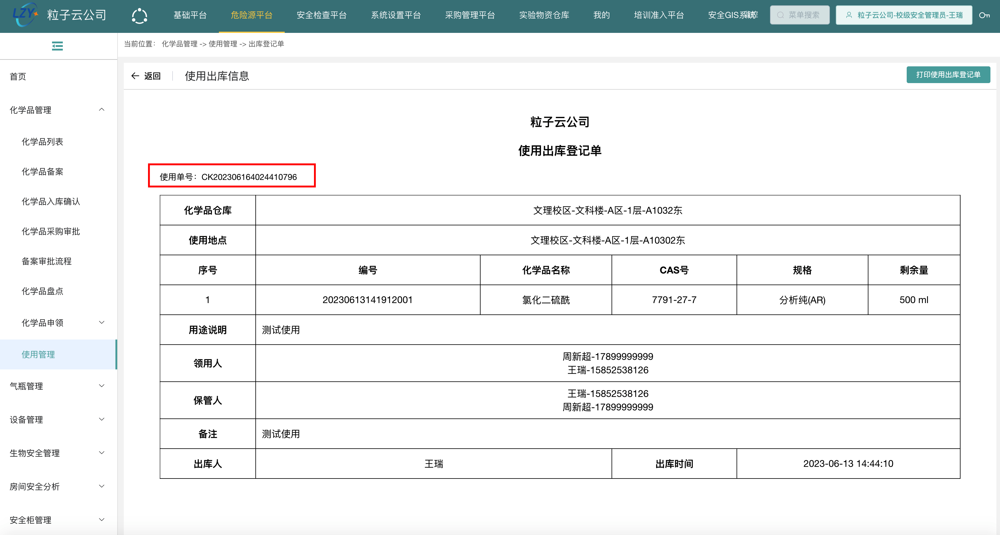 LZY 粒子云公司
基础平台 危险源平台 安全检查平台 系统设置平台 采购管理平台 实验物资仓库 我的 培训准入平台 安全GIS系统 菜单搜索 粒子云公司-校级安全管理员-王瑞
当前位置： 化学品管理 -> 使用管理 -> 出库登记单
首页
化学品管理
化学品列表
化学品备案
化学品入库确认
化学品采购审批
备案审批流程
化学品盘点
化学品申领
使用管理
气瓶管理
设备管理
生物安全管理
房间安全分析
安全柜管理
返回 使用出库信息 打印使用出库登记单
粒子云公司
使用出库登记单
使用单号：CK202306164024410796
化学品仓库 文理校区-文科楼-A区-1层-A1032东
使用地点 文理校区-文科楼-A区-1层-A10302东
序号 编号 化学品名称 CAS号 规格 剩余量
1 20230613141912001 氯化二硫酰 7791-27-7 分析纯(AR) 500 ml
用途说明 测试使用
领用人 周新超-17899999999
王瑞-15852538126
保管人 王瑞-15852538126
周新超-17899999999
备注 测试使用
出库人 王瑞 出库时间 2023-06-13 14:44:10